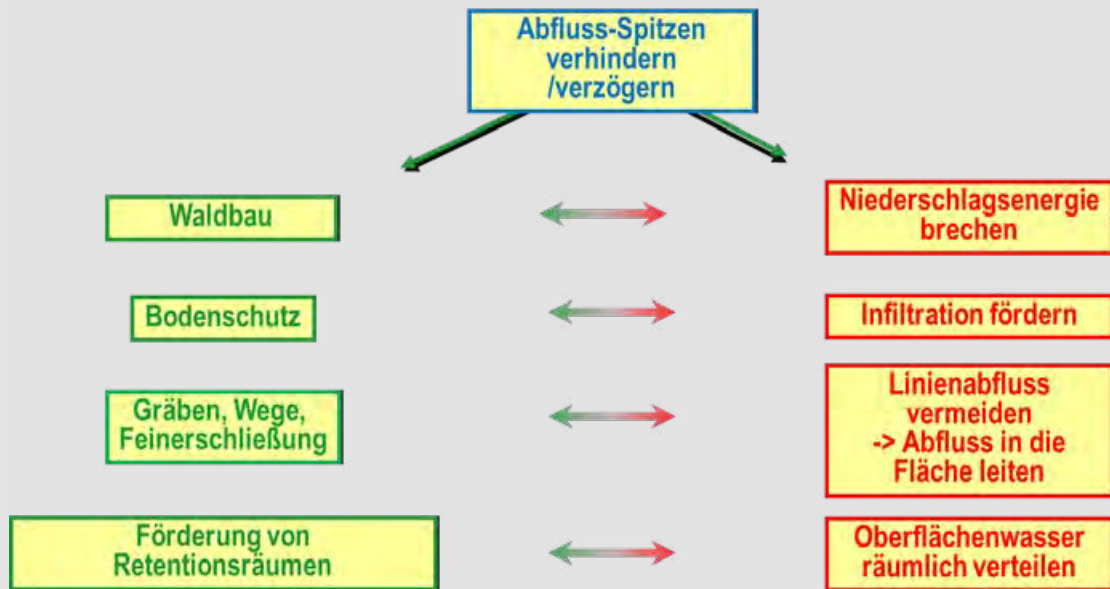 Abfluss-Spitzen
verhindern
/verzögern
Waldbau
Niederschlagsenergie
brechen
Bodenschutz
Infiltration fördern
Gräben, Wege,
Feinerschließung
Linienabfluss
vermeiden
-> Abfluss in die
Fläche leiten
Förderung von
Retentionsräumen
Oberflächenwasser
räumlich verteilen